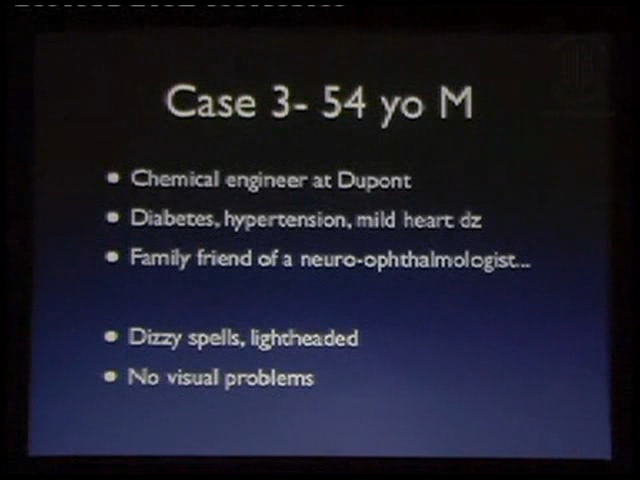 Case 3- 54 yo M
• Chemical engineer at Dupont
• Diabetes, hypertension, mild heart dz
• Family friend of a neuro-ophthalmologist...
• Dizzy spells, lightheaded
• No visual problems